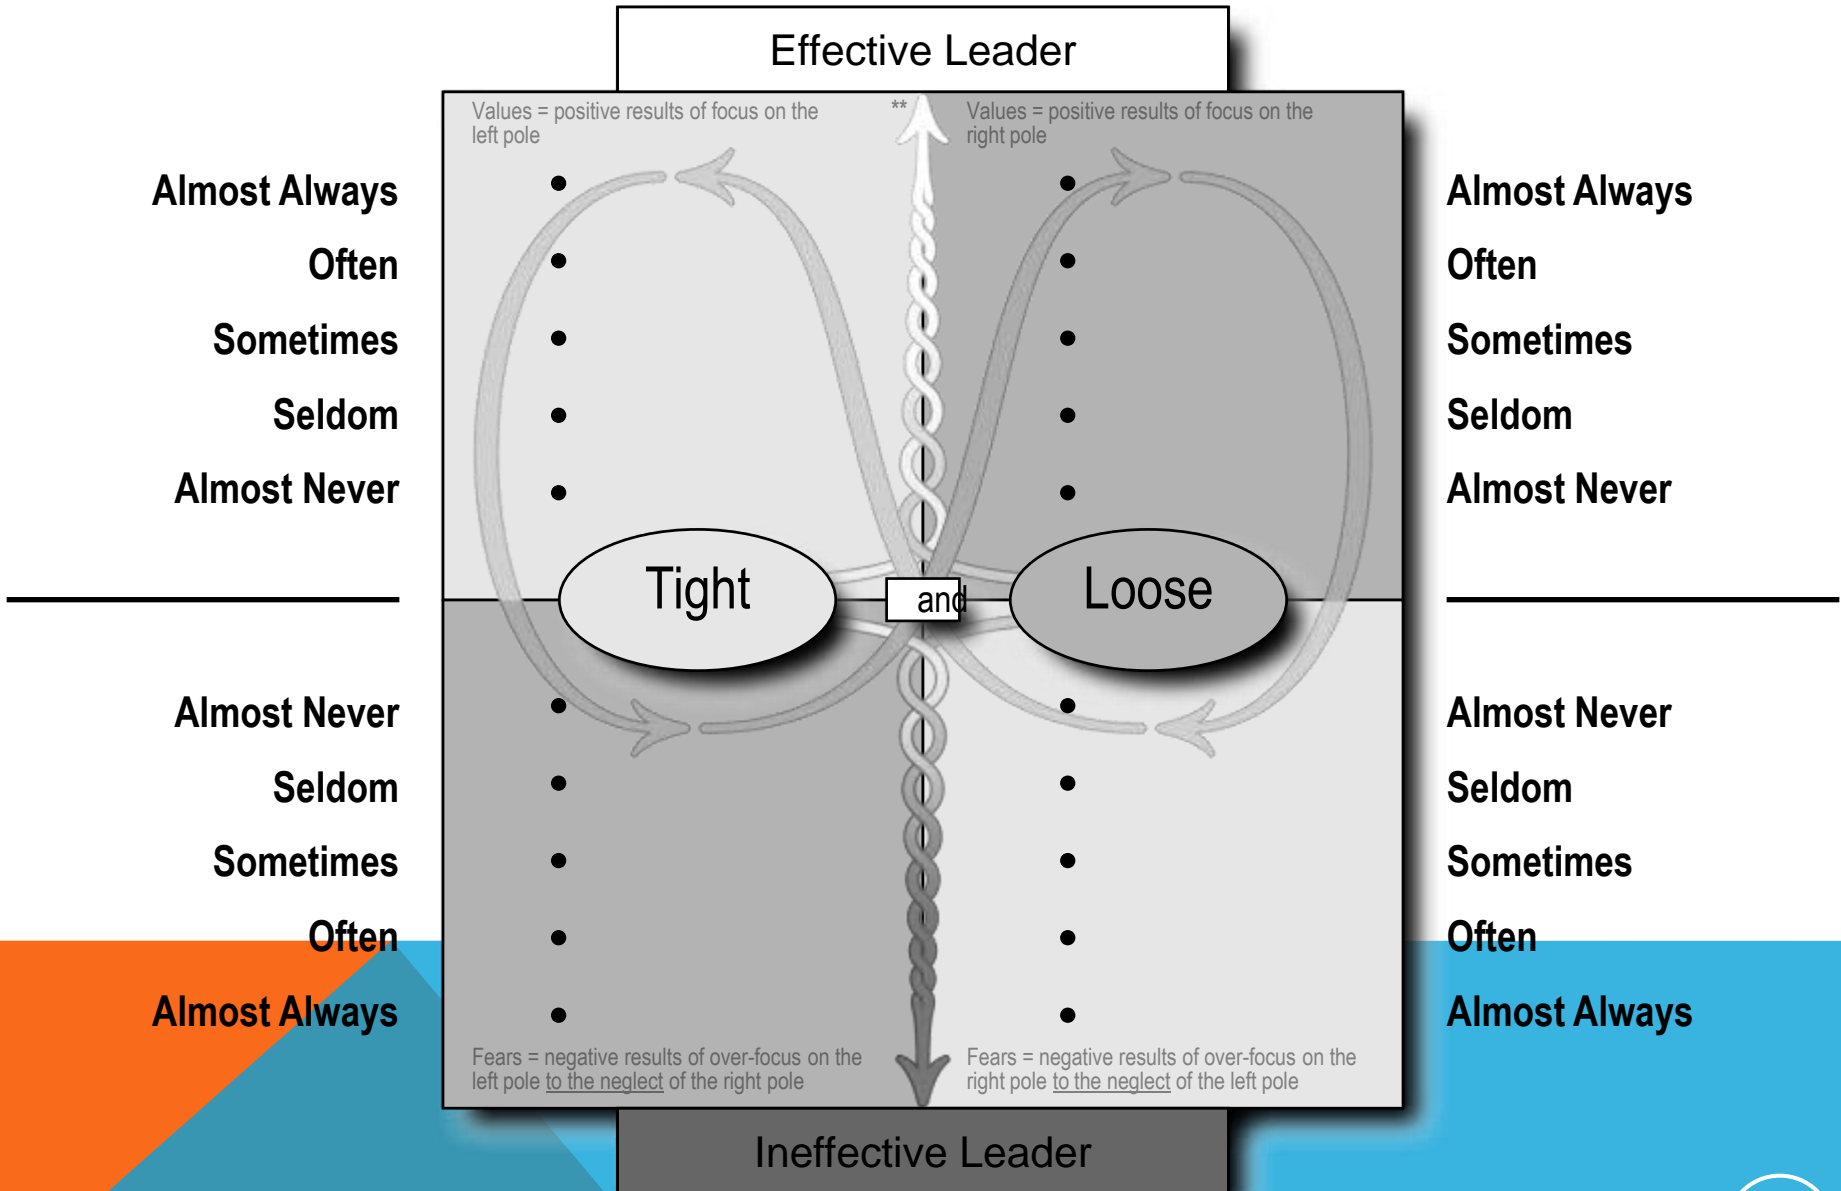 Effective Leader
Values = positive results of focus on the
left pole
**
Values = positive results of focus on the
right pole
Almost Always
Often
Sometimes
Seldom
Almost Never
Almost Always
Often
Sometimes
Seldom
Almost Never
Tight
and
Loose
Almost Never
Seldom
Sometimes
Often
Almost Always
Almost Never
Seldom
Sometimes
Often
Almost Always
Fears = negative results of over-focus on the
left pole to the neglect of the right pole
Fears = negative results of over-focus on the
right pole to the neglect of the left pole
Ineffective Leader